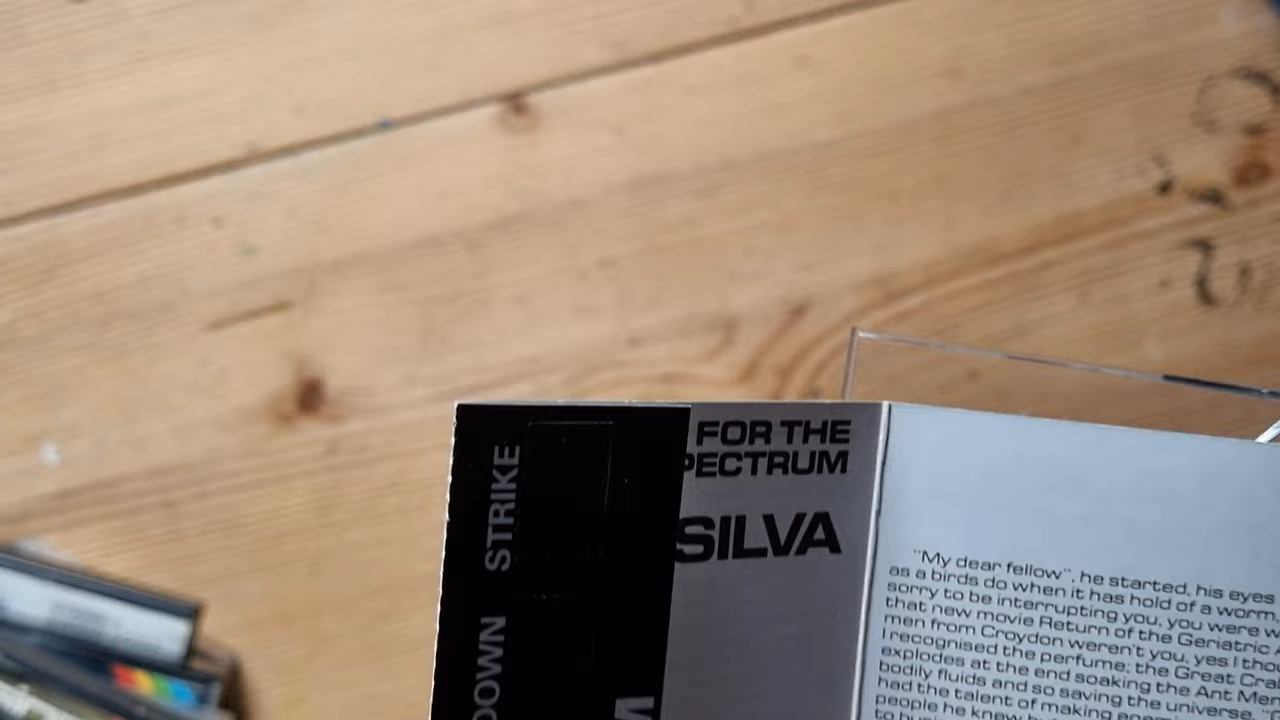 STRIKE
DOWN
FOR THE
PECTRUM
SILVA
"My dear fellow", he started, his eyes
as a birds do when it has hold of a worm,
sorry to be interrupting you, you were w
that new movie Return of the Geriatric A
men from Croydon weren't you, yes I thou
I recognised the perfume; the Great Cra
explodes at the end soaking the Ant Men
bodily fluids and so saving the universe. "C
had the talent of making
people he knew